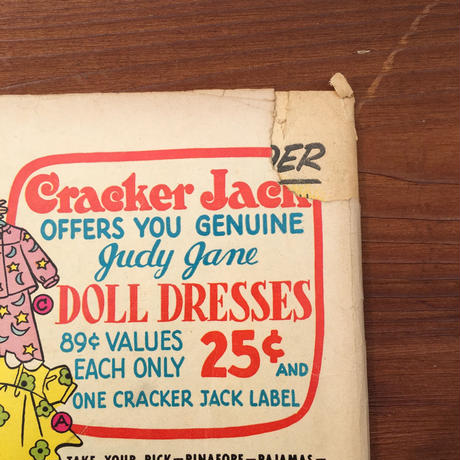 DER
Cracker Jack
OFFERS YOU GENUINE
Judy Jane
DOLL DRESSES
89¢ VALUES
EACH ONLY 25¢ AND
ONE CRACKER JACK LABEL
C
A
TAKE YOUR PICK—PINAFORE—PAJAMAS—